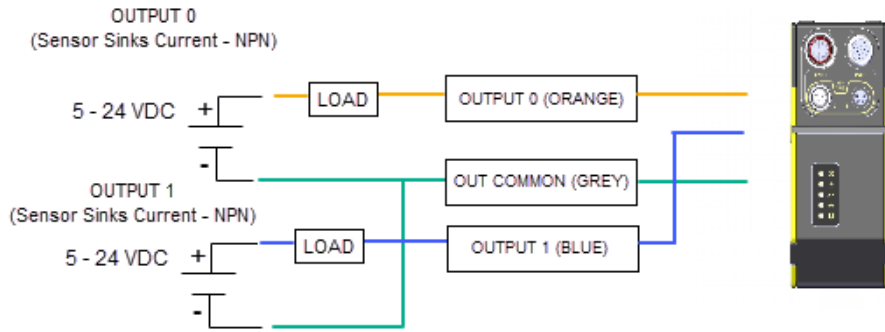 OUTPUT 0
(Sensor Sinks Current - NPN)
5 - 24 VDC
+
-
LOAD
OUTPUT 0 (ORANGE)
OUT COMMON (GREY)
OUTPUT 1
(Sensor Sinks Current - NPN)
5 - 24 VDC
+
-
LOAD
OUTPUT 1 (BLUE)